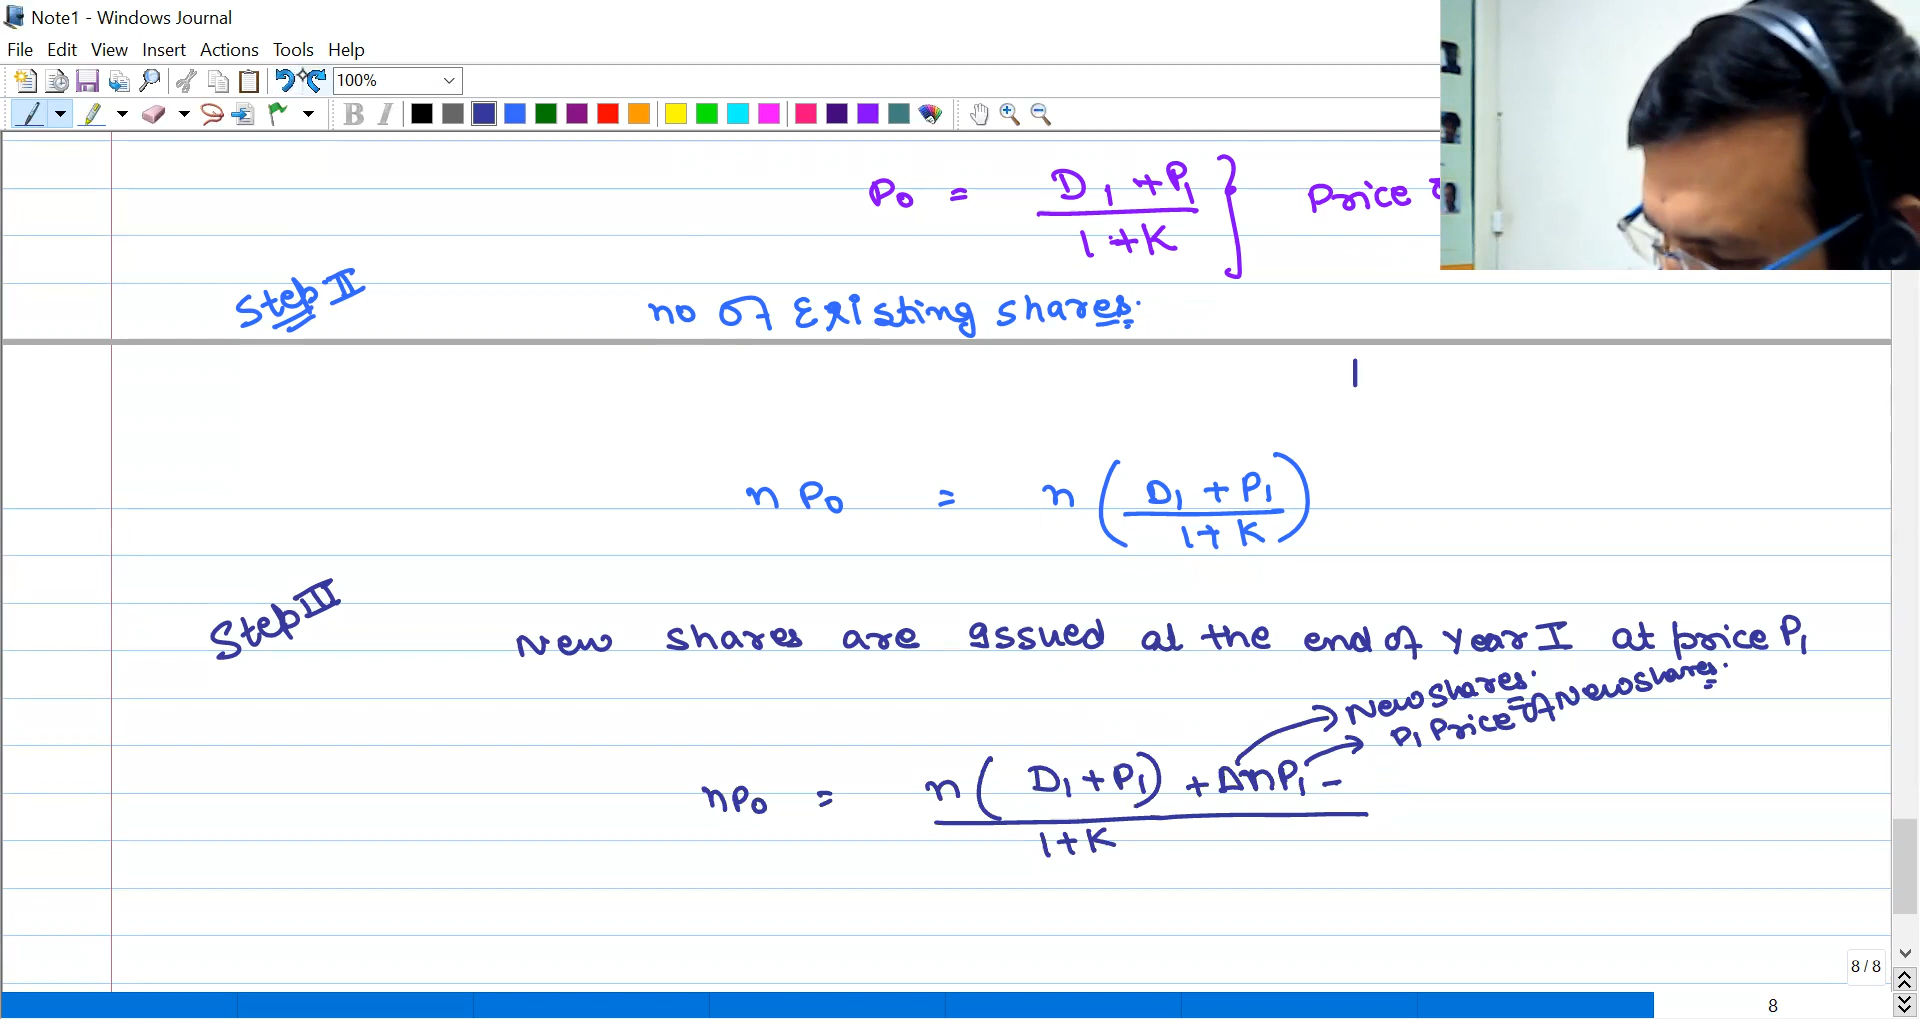 Note1 - Windows Journal
File Edit View Insert Actions Tools Help
100%
B I
P0 = D1 + P1 / 1+K } Price
Step II
no of Existing shares.
n P0 = n ( D1 + P1 / 1+K )
Step III
New shares are Issued at the end of year I at price P1
New shares.
P1 Price of New shares.
nP0 = n ( D1 + P1 ) + ΔnP1 - / 1+K
8 / 8
8